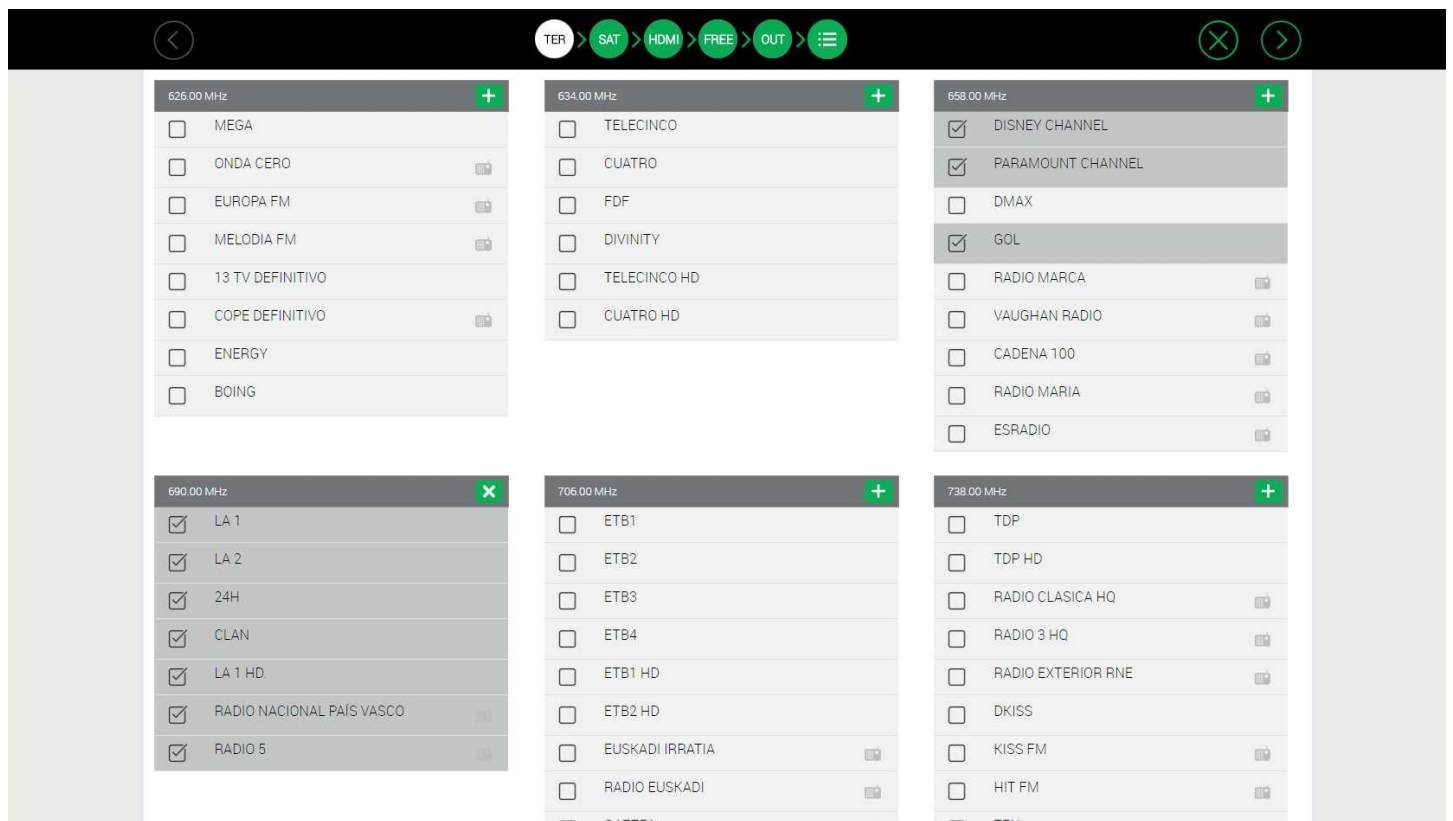 TER > SAT > HDMI > FREE > OUT >
626.00 MHz
MEGA
ONDA CERO
EUROPA FM
MELODIA FM
13 TV DEFINITIVO
COPE DEFINITIVO
ENERGY
BOING
634.00 MHz
TELECINCO
CUATRO
FDF
DIVINITY
TELECINCO HD
CUATRO HD
658.00 MHz
DISNEY CHANNEL
PARAMOUNT CHANNEL
DMAX
GOL
RADIO MARCA
VAUGHAN RADIO
CADENA 100
RADIO MARIA
ESRADIO
690.00 MHz
LA 1
LA 2
24H
CLAN
LA 1 HD.
RADIO NACIONAL PAÍS VASCO
RADIO 5
706.00 MHz
ETB1
ETB2
ETB3
ETB4
ETB1 HD
ETB2 HD
EUSKADI IRRATIA
RADIO EUSKADI
738.00 MHz
TDP
TDP HD
RADIO CLASICA HQ
RADIO 3 HQ
RADIO EXTERIOR RNE
DKISS
KISS FM
HIT FM